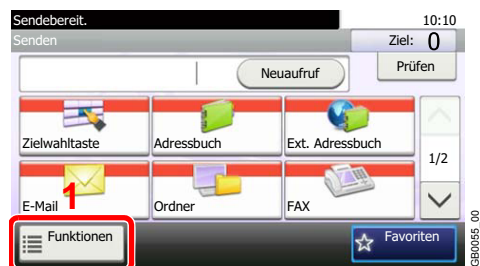 Sendebereit. 10:10
Senden Ziel: 0
Neuaufruf Prüfen
Zielwahltaste Adressbuch Ext. Adressbuch
1/2
E-Mail Ordner FAX
1
Funktionen Favoriten
GB0055_00